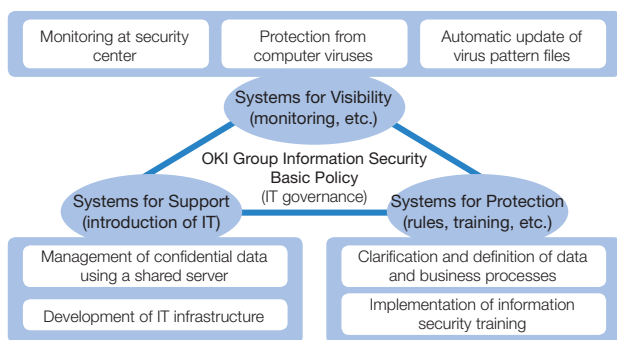 Monitoring at security
center
Protection from
computer viruses
Automatic update of
virus pattern files
Systems for Visibility
(monitoring, etc.)
OKI Group Information Security
Basic Policy
(IT governance)
Systems for Support
(introduction of IT)
Systems for Protection
(rules, training, etc.)
Management of confidential data
using a shared server
Development of IT infrastructure
Clarification and definition of data
and business processes
Implementation of information
security training